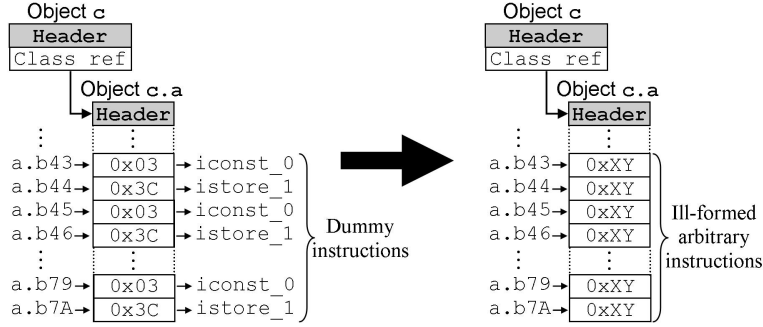 Object c
Header
Class ref
Object c.a
Header
a.b43 0x03 iconst_0
a.b44 0x3C istore_1
a.b45 0x03 iconst_0
a.b46 0x3C istore_1
a.b79 0x03 iconst_0
a.b7A 0x3C istore_1
Dummy
instructions
Object c
Header
Class ref
Object c.a
Header
a.b43 0xXY
a.b44 0xXY
a.b45 0xXY
a.b46 0xXY
a.b79 0xXY
a.b7A 0xXY
Ill-formed
arbitrary
instructions